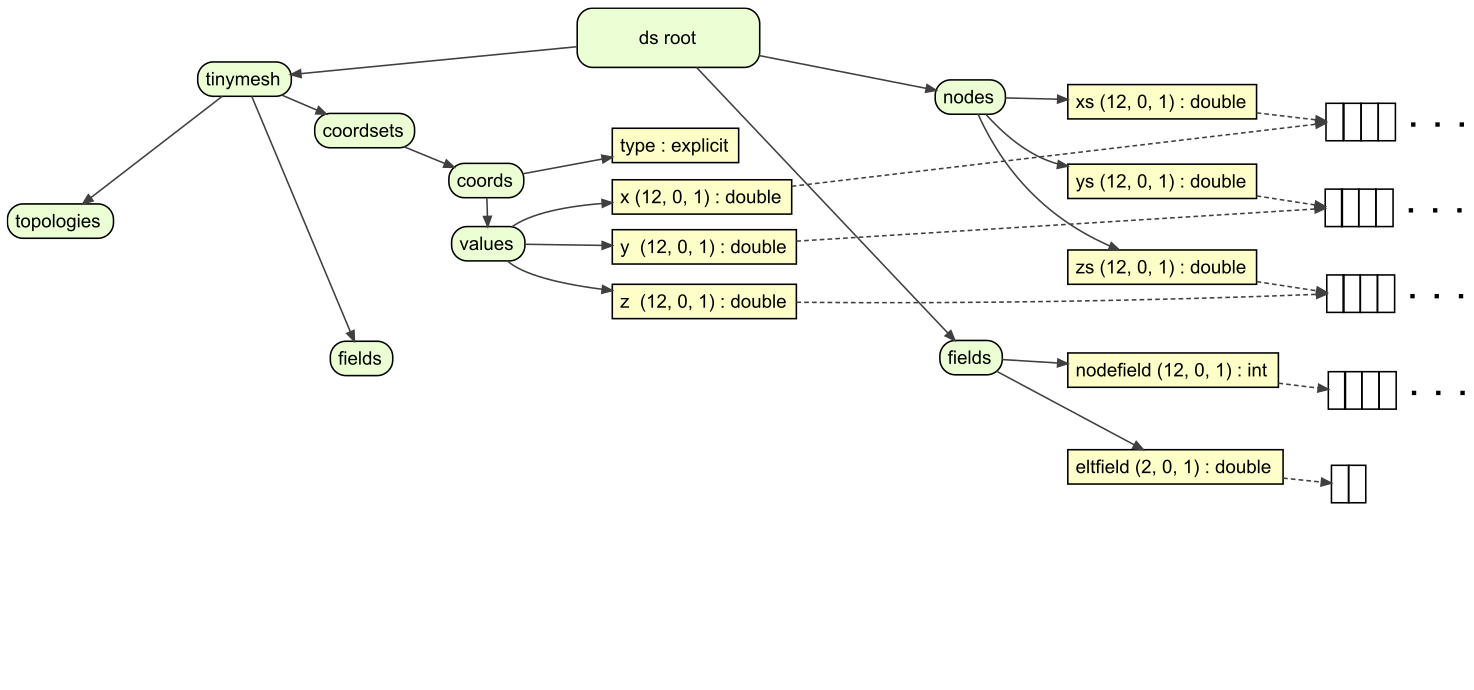 ds root
tinymesh
nodes
xs (12, 0, 1) : double
coordsets
type : explicit
coords
ys (12, 0, 1) : double
x (12, 0, 1) : double
topologies
values
y  (12, 0, 1) : double
zs (12, 0, 1) : double
z  (12, 0, 1) : double
fields
fields
nodefield (12, 0, 1) : int
eltfield (2, 0, 1) : double